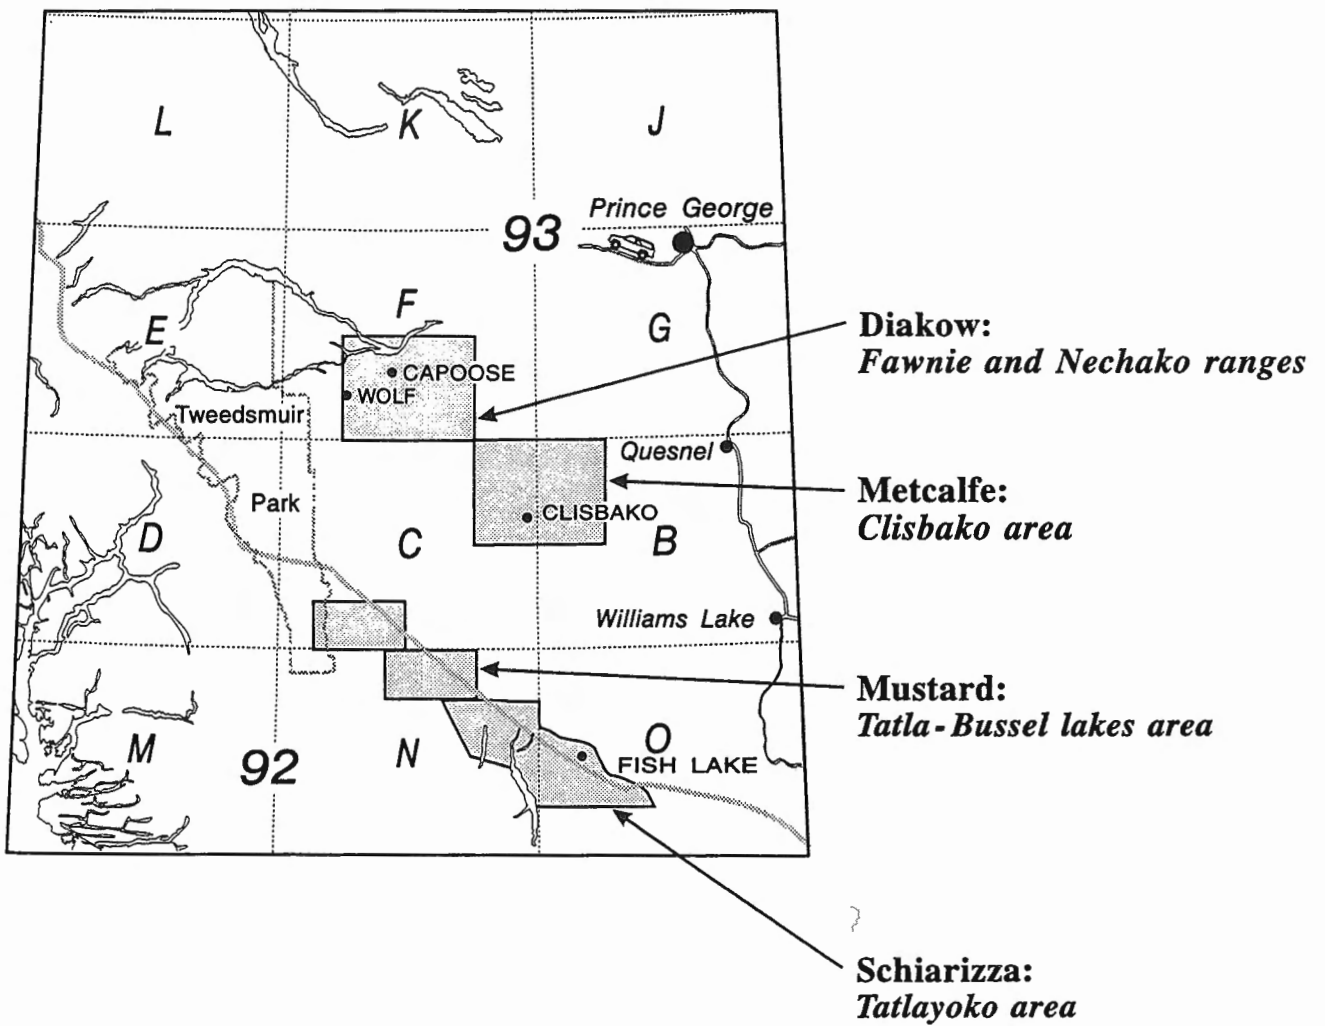 L
K
J
Prince George
93
F
E
G
Diakow:
Fawnie and Nechako ranges
CAPOOSE
WOLF
Tweedsmuir
Quesnel
Park
Metcalfe:
Clisbako area
CLISBAKO
D
C
B
Williams Lake
Mustard:
Tatla-Bussel lakes area
M
92
N
O
FISH LAKE
Schiarizza:
Tatlayoko area